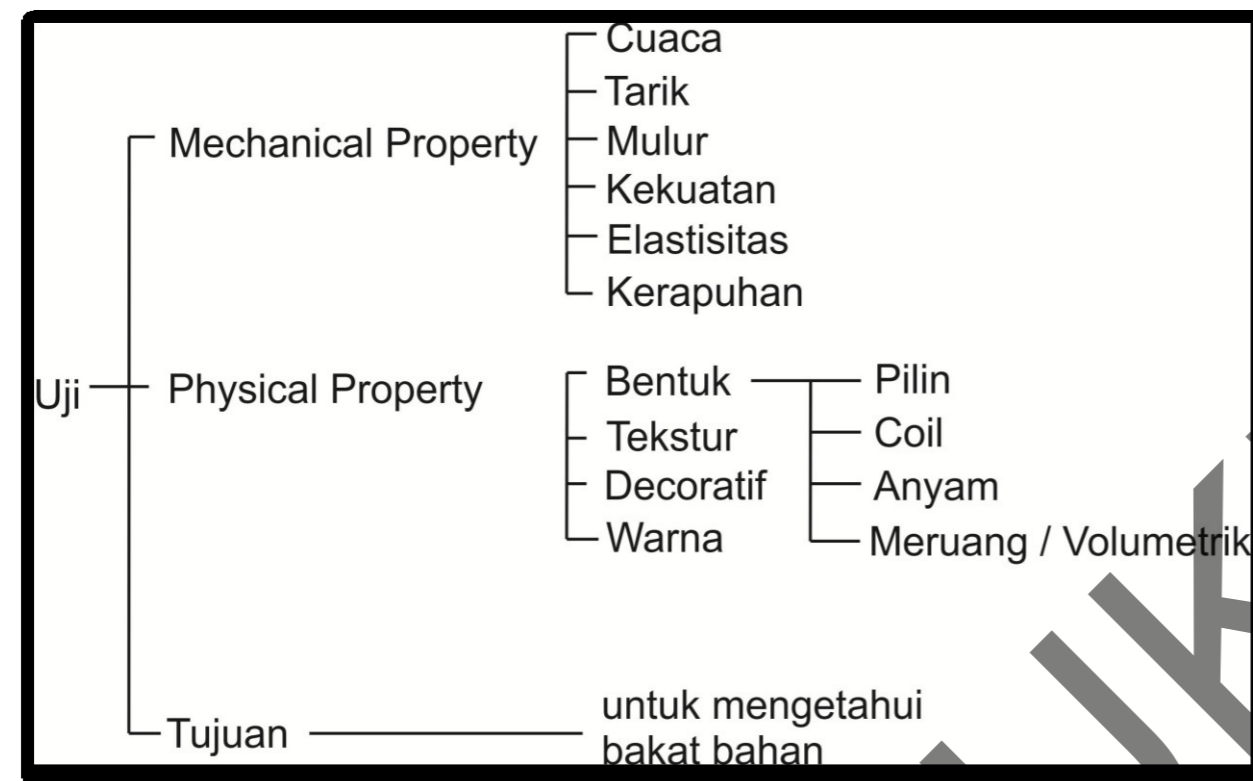 Cuaca
Tarik
Mechanical Property
Mulur
Kekuatan
Elastisitas
Kerapuhan
Uji
Physical Property
Bentuk
Pilin
Tekstur
Coil
Decoratif
Anyam
Warna
Meruang / Volumetrik
Tujuan
untuk mengetahui
bakat bahan